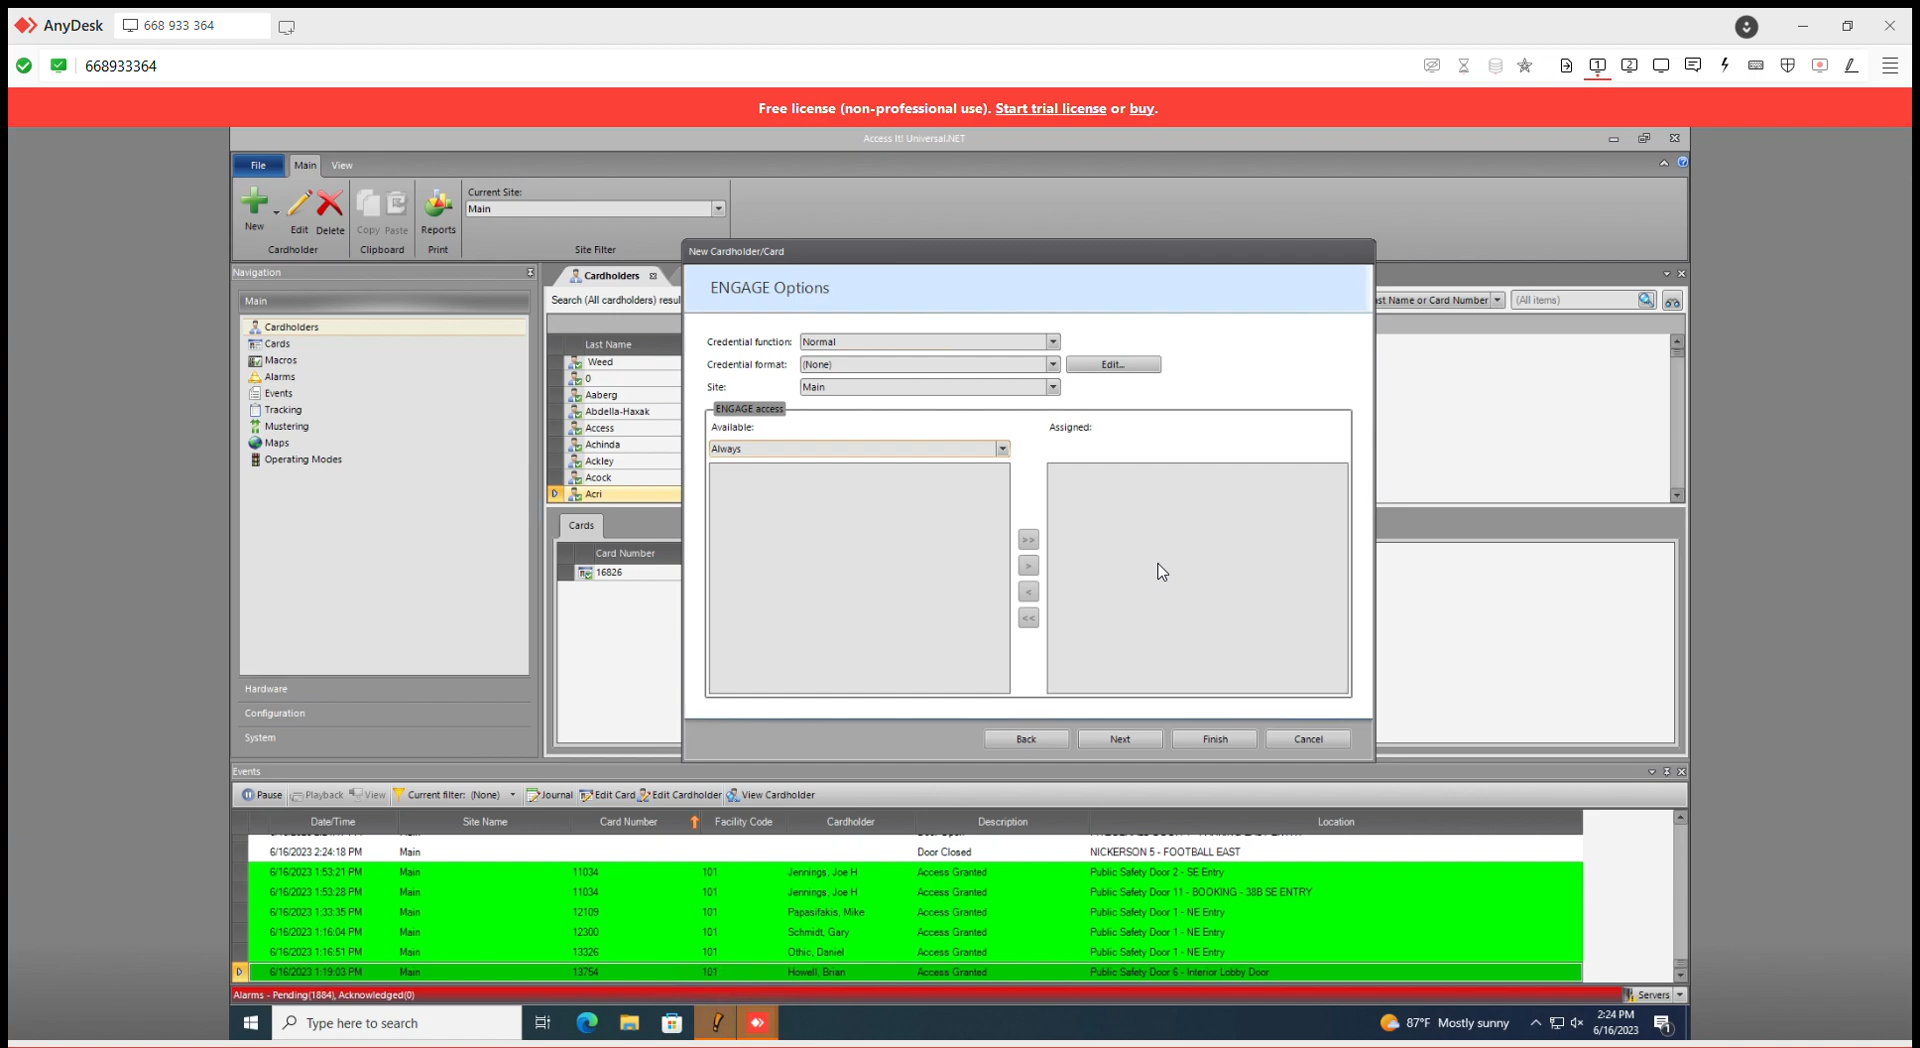 AnyDesk 668 933 364
668933364
Free license (non-professional use). Start trial license or buy.
Access It! Universal.NET
File Main View
New Edit Delete Copy Paste Reports
Current Site:
Main
Cardholder Clipboard Print Site Filter
Navigation
Main
Cardholders
Cards
Macros
Alarms
Events
Tracking
Mustering
Maps
Operating Modes
Hardware
Configuration
System
Cardholders
Search (All cardholders) resul
ast Name or Card Number (All items)
Last Name
Weed
0
Aaberg
Abdella-Haxak
Access
Achinda
Ackley
Acock
Acri
Cards
Card Number
16826
New Cardholder/Card
ENGAGE Options
Credential function: Normal
Credential format: (None) Edit...
Site: Main
ENGAGE access
Available: Assigned:
Always
>>
>
<
<<
Back Next Finish Cancel
Events
Pause Playback View Current filter: (None) Journal Edit Card Edit Cardholder View Cardholder
Date/Time Site Name Card Number Facility Code Cardholder Description Location
6/16/2023 2:24:18 PM Main Door Closed NICKERSON 5 - FOOTBALL EAST
6/16/2023 1:53:21 PM Main 11034 101 Jennings, Joe H Access Granted Public Safety Door 2 - SE Entry
6/16/2023 1:53:28 PM Main 11034 101 Jennings, Joe H Access Granted Public Safety Door 11 - BOOKING - 38B SE ENTRY
6/16/2023 1:33:35 PM Main 12109 101 Papasifakis, Mike Access Granted Public Safety Door 1 - NE Entry
6/16/2023 1:16:04 PM Main 12300 101 Schmidt, Gary Access Granted Public Safety Door 1 - NE Entry
6/16/2023 1:16:51 PM Main 13326 101 Othic, Daniel Access Granted Public Safety Door 1 - NE Entry
6/16/2023 1:19:03 PM Main 13754 101 Howell, Brian Access Granted Public Safety Door 6 - Interior Lobby Door
Alarms - Pending(1884), Acknowledged(0) Servers
Type here to search 87°F Mostly sunny 2:24 PM
6/16/2023 1